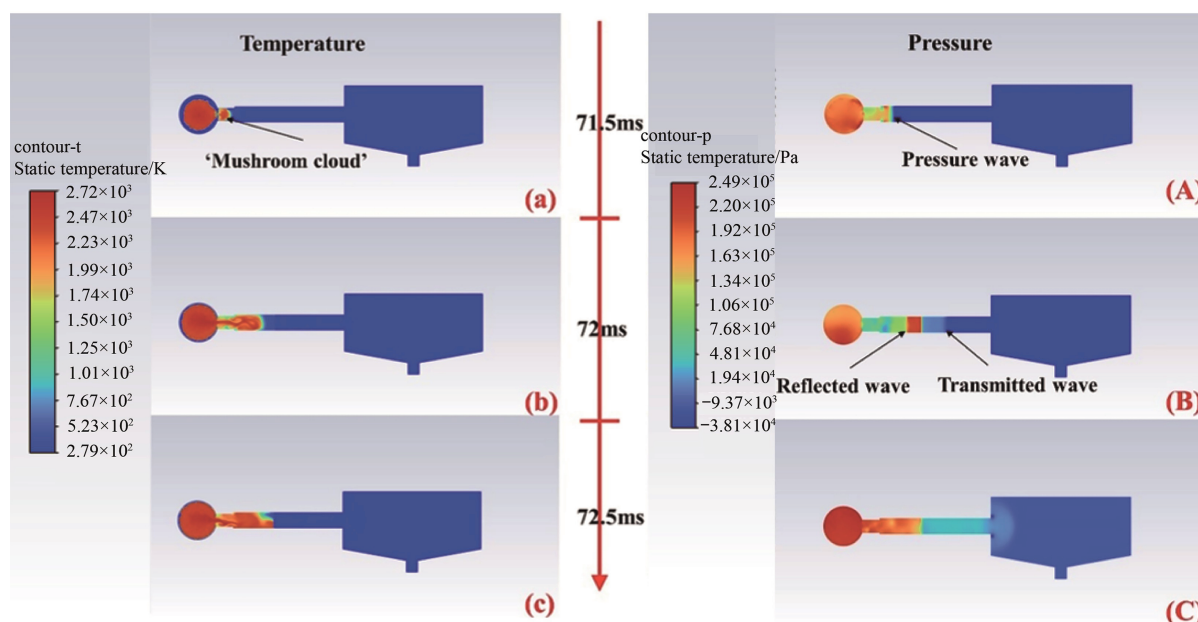 Temperature
'Mushroom cloud'
(a)
contour-t
Static temperature/K
2.72×10³
2.47×10³
2.23×10³
1.99×10³
1.74×10³
1.50×10³
1.25×10³
1.01×10³
7.67×10²
5.23×10²
2.79×10²
(b)
(c)
71.5ms
72ms
72.5ms
Pressure
Pressure wave
(A)
contour-p
Static temperature/Pa
2.49×10⁵
2.20×10⁵
1.92×10⁵
1.63×10⁵
1.34×10⁵
1.06×10⁵
7.68×10⁴
4.81×10⁴
1.94×10⁴
−9.37×10³
−3.81×10⁴
Reflected wave
Transmitted wave
(B)
(C)